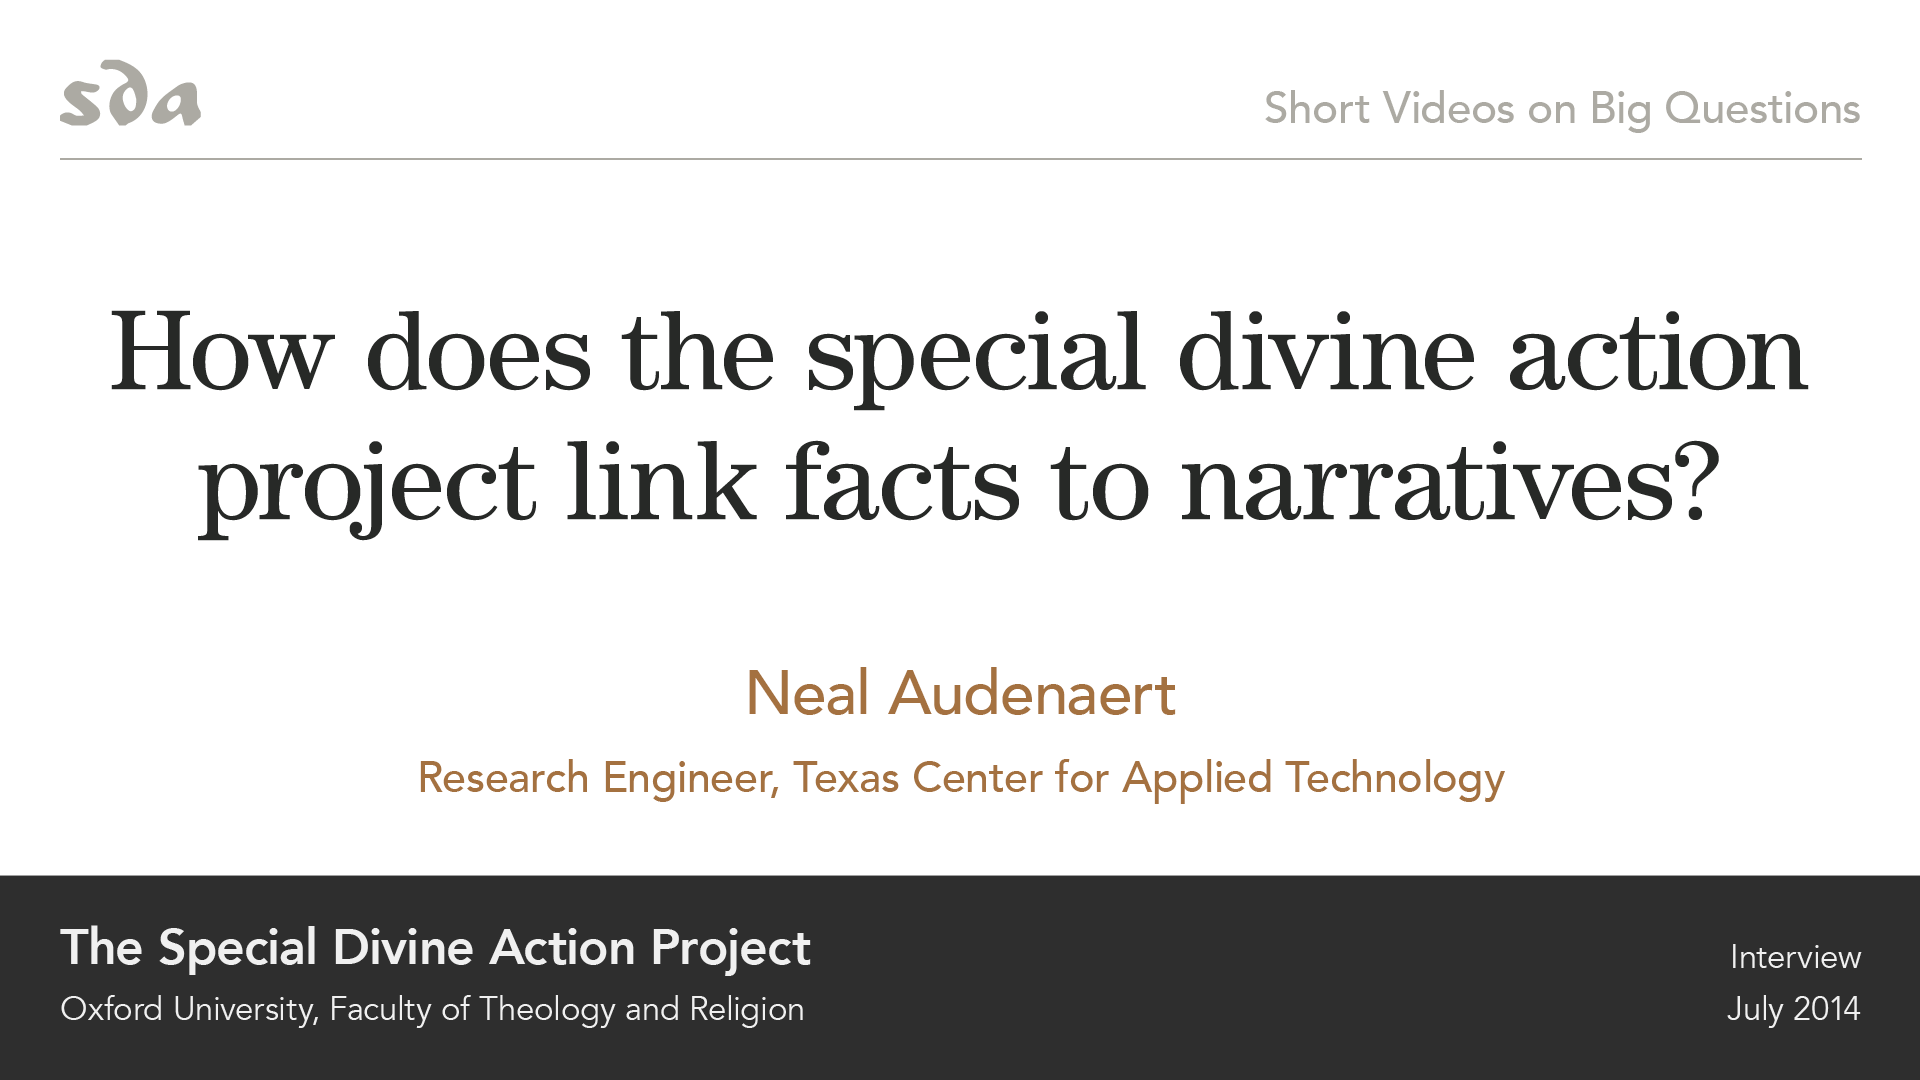 sda
Short Videos on Big Questions
How does the special divine action
project link facts to narratives?
Neal Audenaert
Research Engineer, Texas Center for Applied Technology
The Special Divine Action Project
Oxford University, Faculty of Theology and Religion
Interview
July 2014